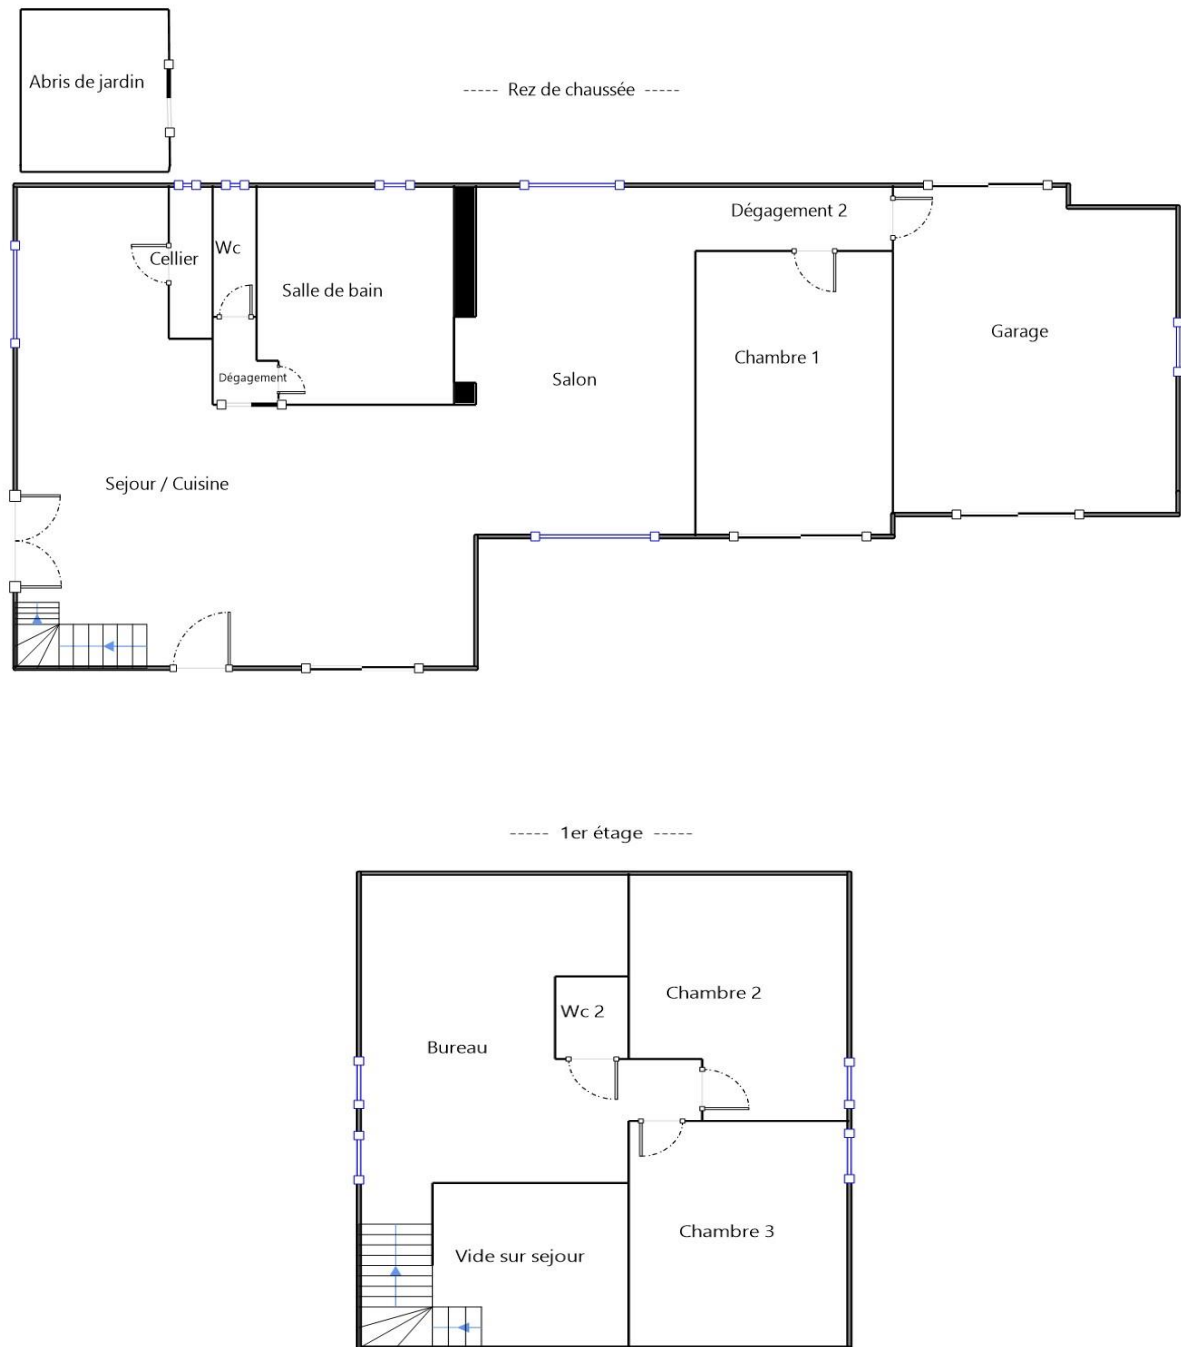 Abris de jardin
----- Rez de chaussée -----
Dégagement 2
Wc
Cellier
Salle de bain
Garage
Chambre 1
Dégagement
Salon
Sejour / Cuisine
----- 1er étage -----
Chambre 2
Wc 2
Bureau
Chambre 3
Vide sur sejour